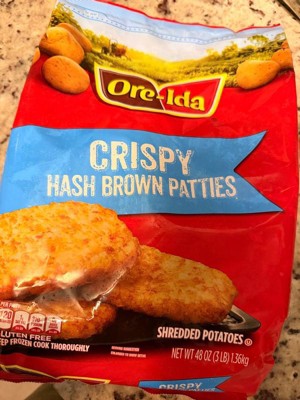 Ore-Ida
CRISPY
HASH BROWN PATTIES
SHREDDED POTATOES
GLUTEN FREE
KEEP FROZEN COOK THOROUGHLY
NET WT 48 OZ (3 LB) 1.36kg
CRISPY